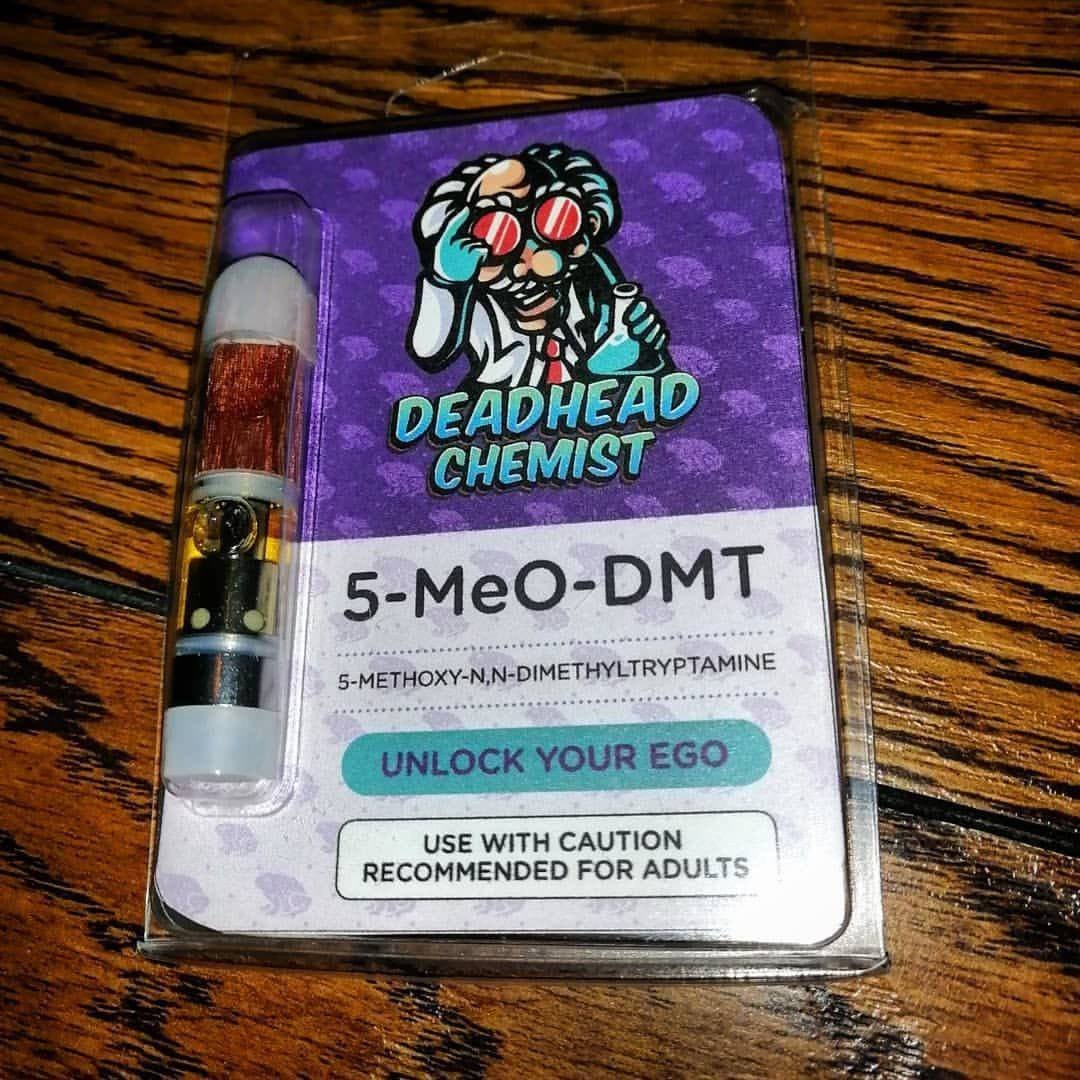 DEADHEAD
CHEMIST
5-MeO-DMT
5-METHOXY-N,N-DIMETHYLTRYPTAMINE
UNLOCK YOUR EGO
USE WITH CAUTION
RECOMMENDED FOR ADULTS